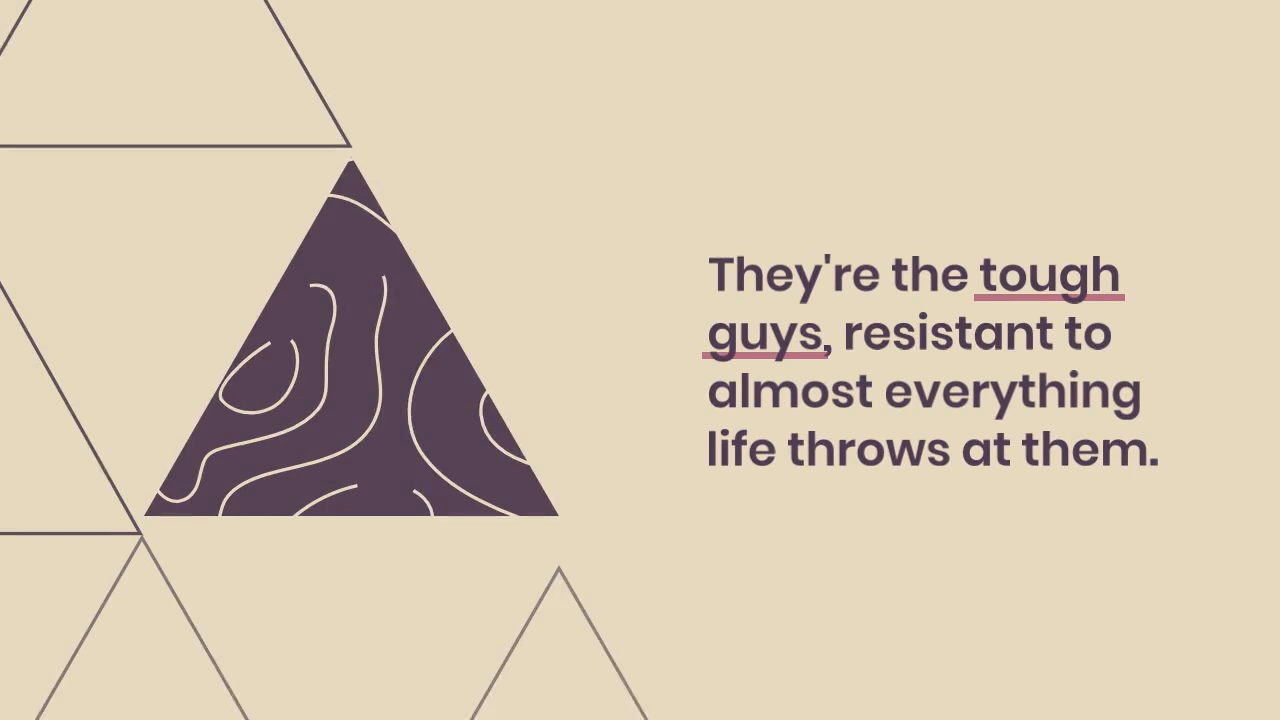 They're the tough
guys, resistant to
almost everything
life throws at them.